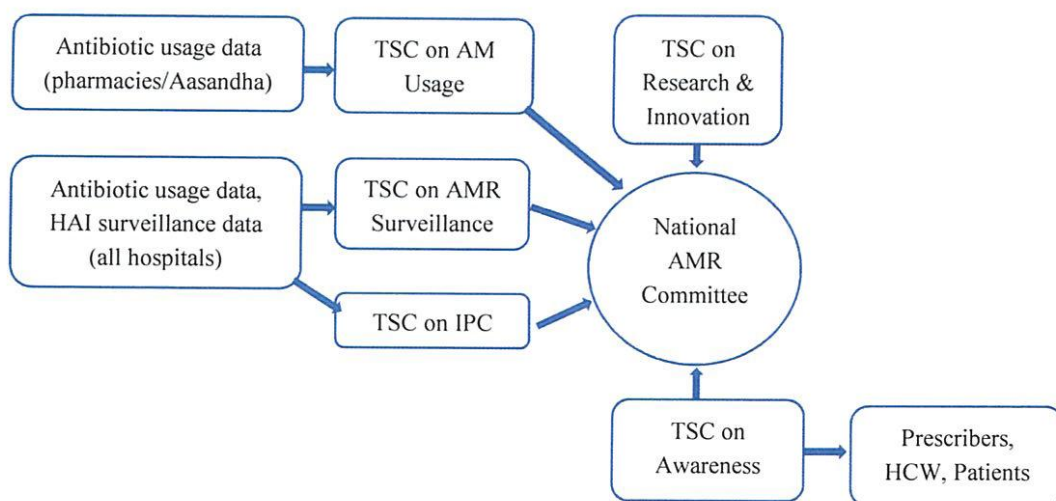 Antibiotic usage data
(pharmacies/Aasandha)
TSC on AM
Usage
TSC on
Research &
Innovation
Antibiotic usage data,
HAI surveillance data
(all hospitals)
TSC on AMR
Surveillance
National
AMR
Committee
TSC on IPC
TSC on
Awareness
Prescribers,
HCW, Patients